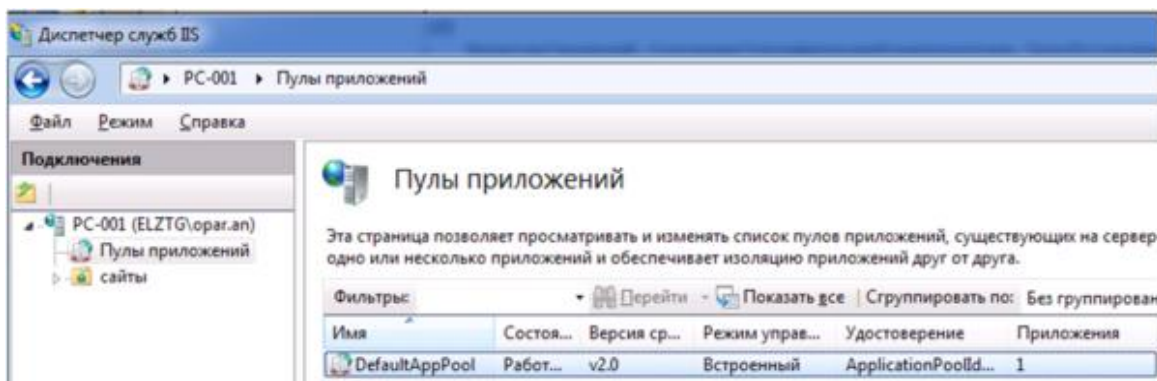 Диспетчер служб IIS
PC-001 Пулы приложений
Файл Режим Справка
Подключения
PC-001 (ELZTG\opar.an)
Пулы приложений
сайты
Пулы приложений
Эта страница позволяет просматривать и изменять список пулов приложений, существующих на сервер
одно или несколько приложений и обеспечивает изоляцию приложений друг от друга.
Фильтры: Перейти Показать все Сгруппировать по: Без группирован
Имя Состоя... Версия ср... Режим управ... Удостоверение Приложения
DefaultAppPool Работ... v2.0 Встроенный ApplicationPoolId... 1